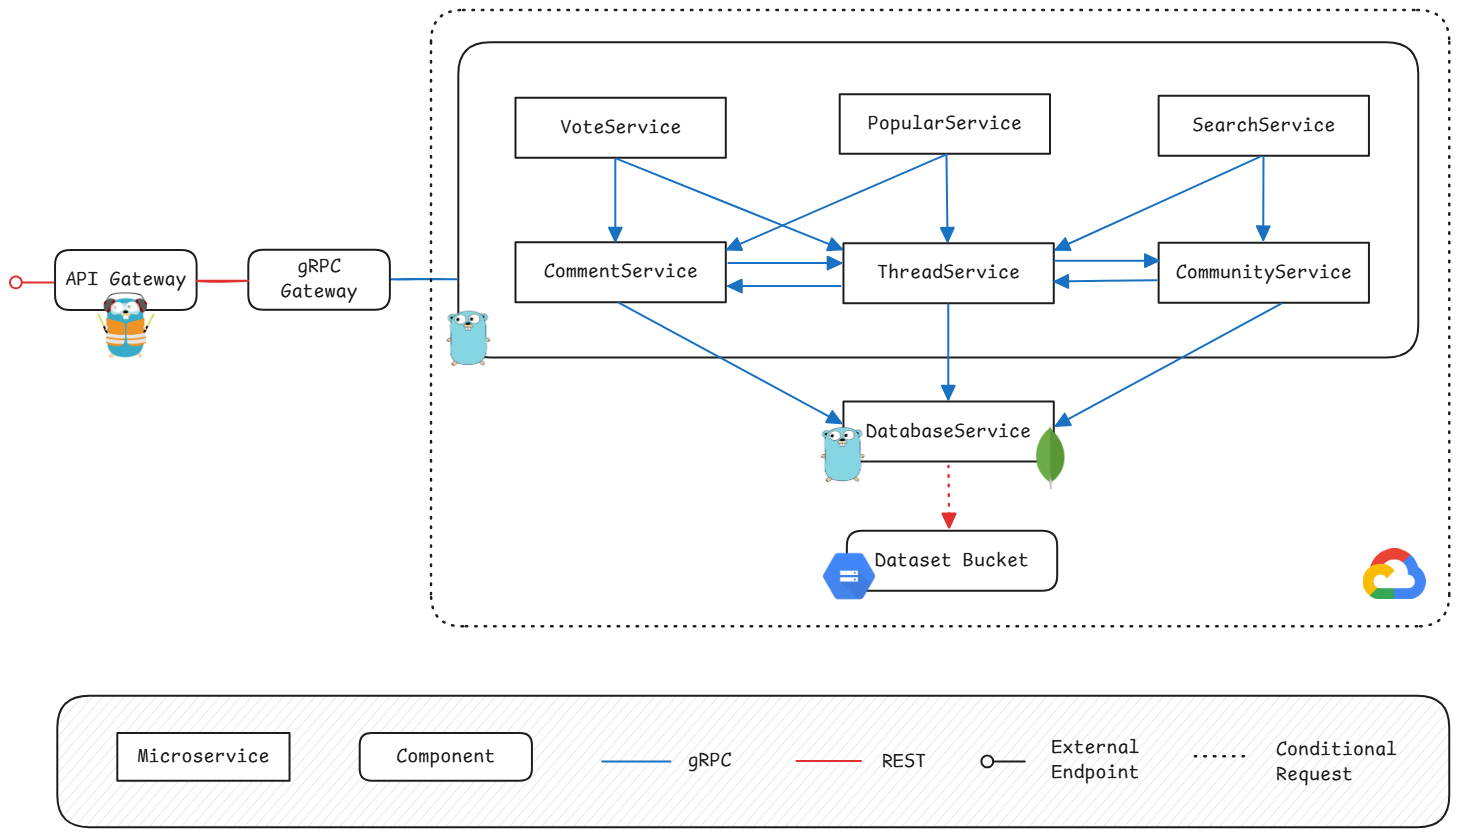 VoteService
PopularService
SearchService
API Gateway
gRPC
Gateway
CommentService
ThreadService
CommunityService
DatabaseService
Dataset Bucket
Microservice
Component
gRPC
REST
External
Endpoint
Conditional
Request